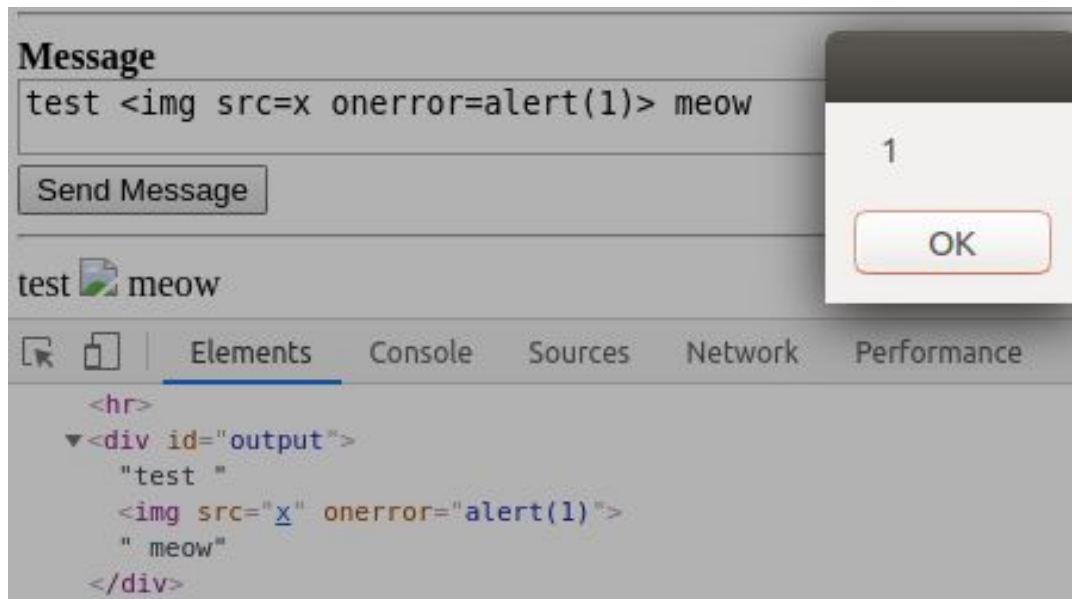 Message
test <img src=x onerror=alert(1)> meow
1
Send Message
OK
test meow
Elements Console Sources Network Performance
<hr>
▼<div id="output">
"test "
<img src="x" onerror="alert(1)">
" meow"
</div>